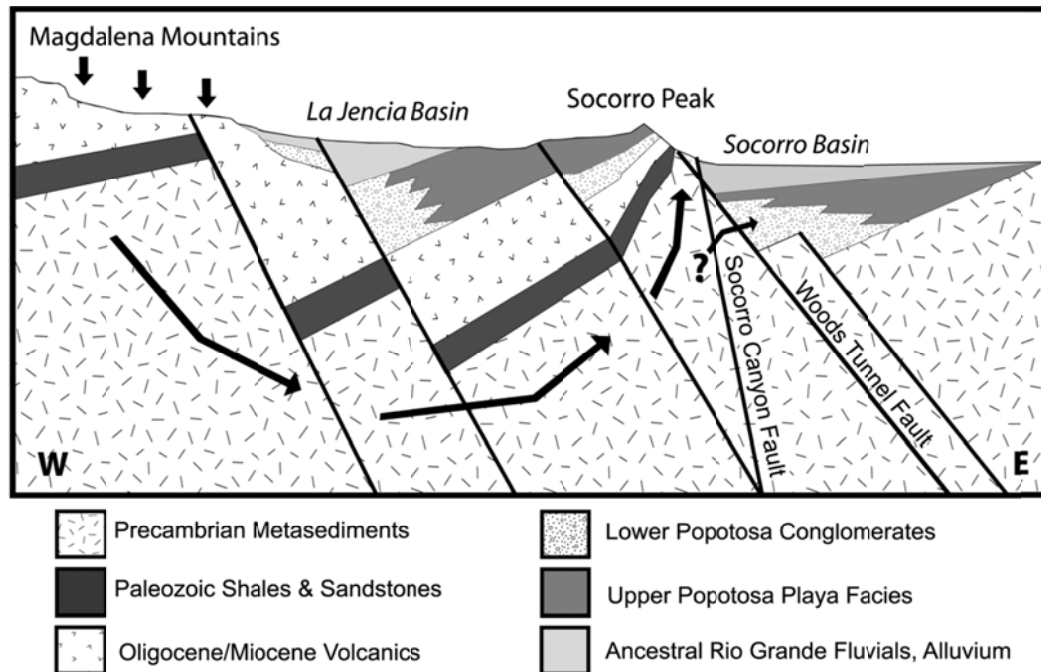 Magdalena Mountains
La Jencia Basin
Socorro Peak
Socorro Basin
?
Socorro Canyon Fault
Woods Tunnel Fault
W
E
Precambrian Metasediments
Lower Popotosa Conglomerates
Paleozoic Shales & Sandstones
Upper Popotosa Playa Facies
Oligocene/Miocene Volcanics
Ancestral Rio Grande Fluvials, Alluvium